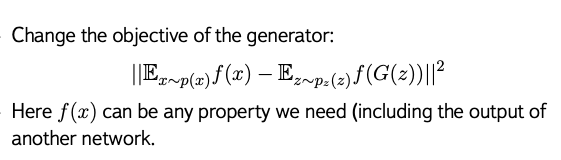 Change the objective of the generator:
||𝔼_{x∼p(x)} f(x) − 𝔼_{z∼p_z(z)} f(G(z))||²
Here f(x) can be any property we need (including the output of
another network.